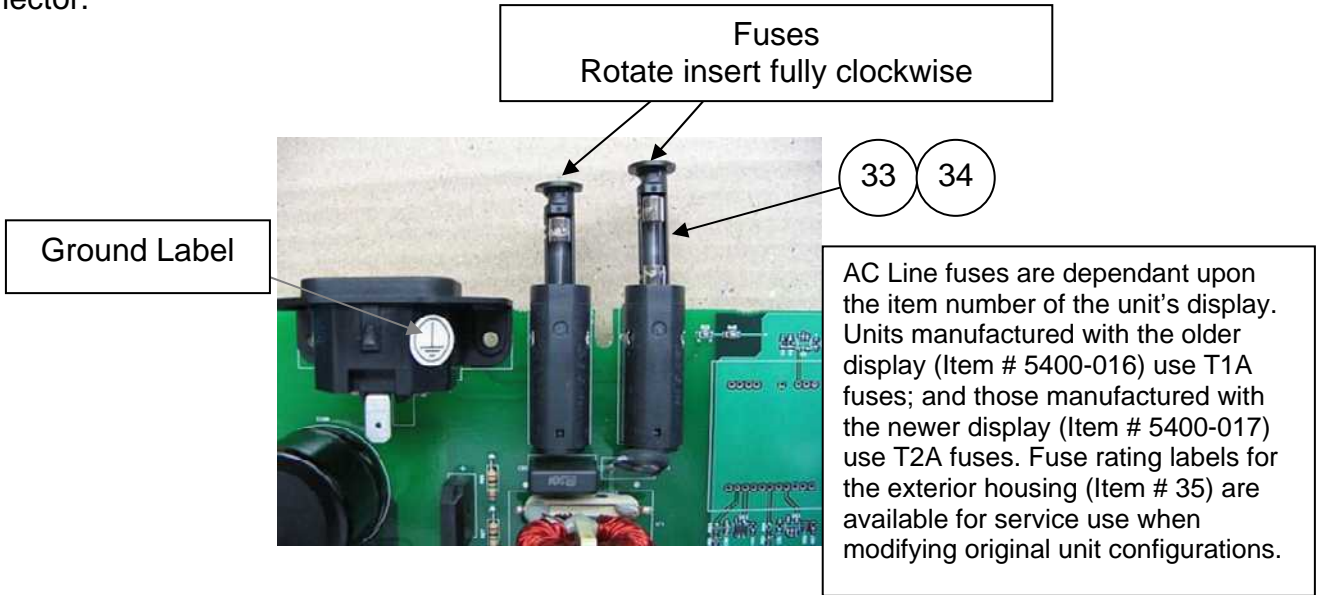 nector.
Fuses
Rotate insert fully clockwise
33 34
Ground Label
AC Line fuses are dependant upon
the item number of the unit's display.
Units manufactured with the older
display (Item # 5400-016) use T1A
fuses; and those manufactured with
the newer display (Item # 5400-017)
use T2A fuses. Fuse rating labels for
the exterior housing (Item # 35) are
available for service use when
modifying original unit configurations.